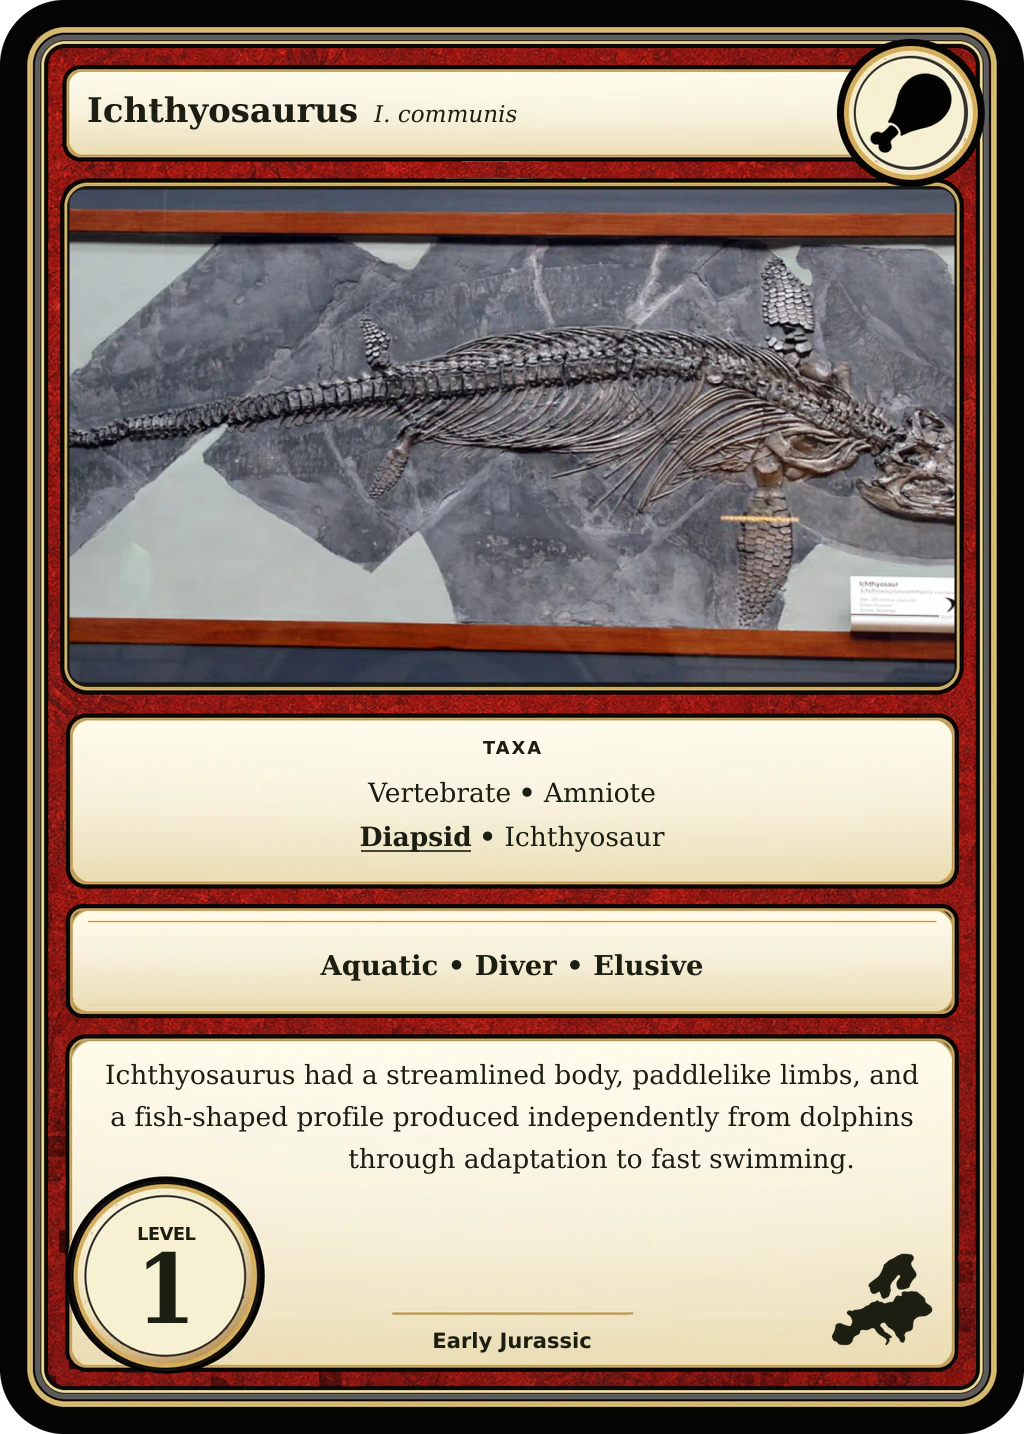 Ichthyosaurus I. communis
Ichthyosaur
TAXA
Vertebrate • Amniote
Diapsid • Ichthyosaur
Aquatic • Diver • Elusive
Ichthyosaurus had a streamlined body, paddlelike limbs, and
a fish-shaped profile produced independently from dolphins
through adaptation to fast swimming.
LEVEL
1
Early Jurassic